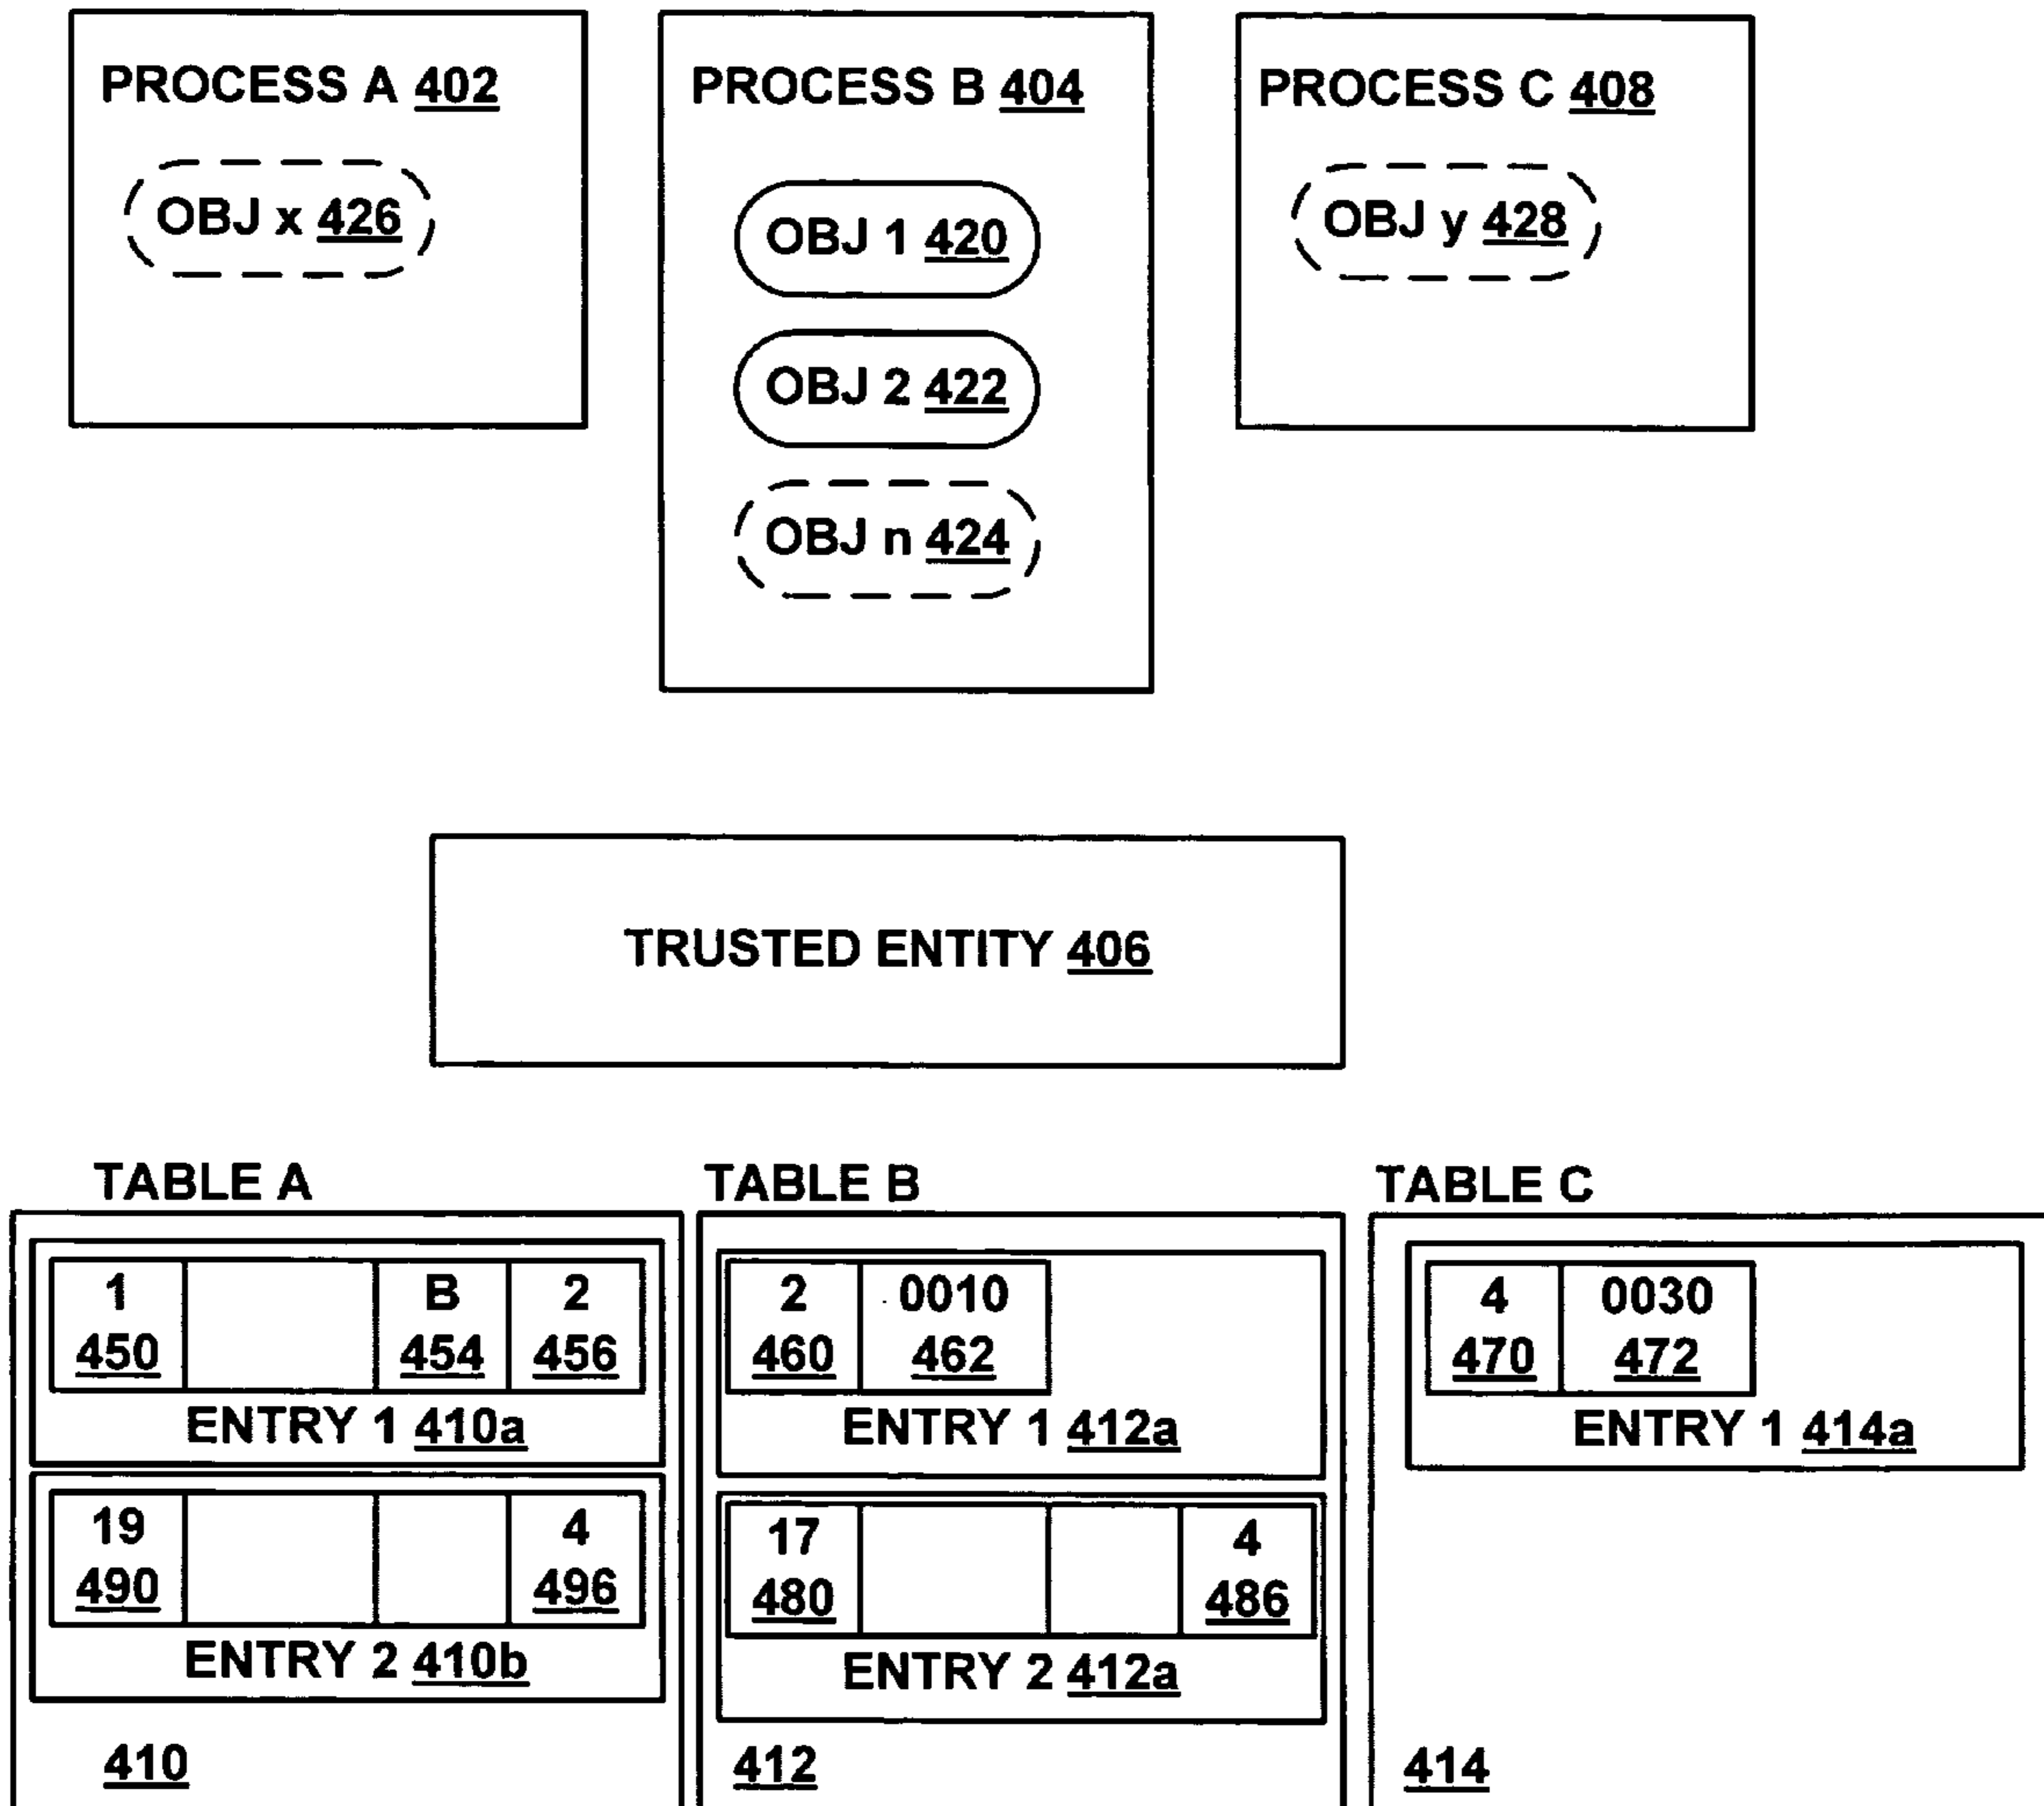 PROCESS A 402
OBJ x 426
PROCESS B 404
OBJ 1 420
OBJ 2 422
OBJ n 424
PROCESS C 408
OBJ y 428
TRUSTED ENTITY 406
TABLE A
1
450
B
454
2
456
ENTRY 1 410a
19
490
4
496
ENTRY 2 410b
410
TABLE B
2
460
0010
462
ENTRY 1 412a
17
480
4
486
ENTRY 2 412a
412
TABLE C
4
470
0030
472
ENTRY 1 414a
414